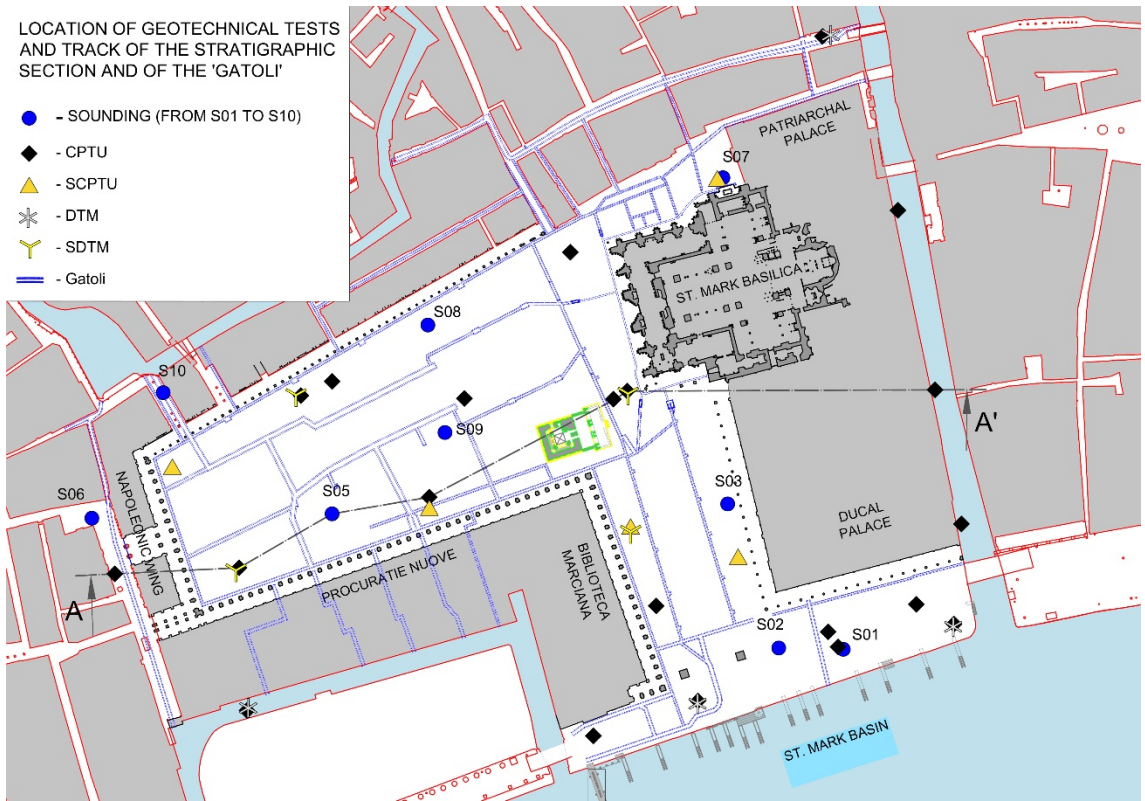 LOCATION OF GEOTECHNICAL TESTS
AND TRACK OF THE STRATIGRAPHIC
SECTION AND OF THE 'GATOLI'
- SOUNDING (FROM S01 TO S10)
- CPTU
- SCPTU
- DTM
- SDTM
- Gatoli
PATRIARCHAL
PALACE
S07
ST. MARK BASILICA
S08
S10
S09
A'
S06
NAPOLEONIC WING
S05
S03
DUCAL
PALACE
PROCURATIE NUOVE
BIBLIOTECA
MARCIANA
A
S02
S01
ST. MARK BASIN